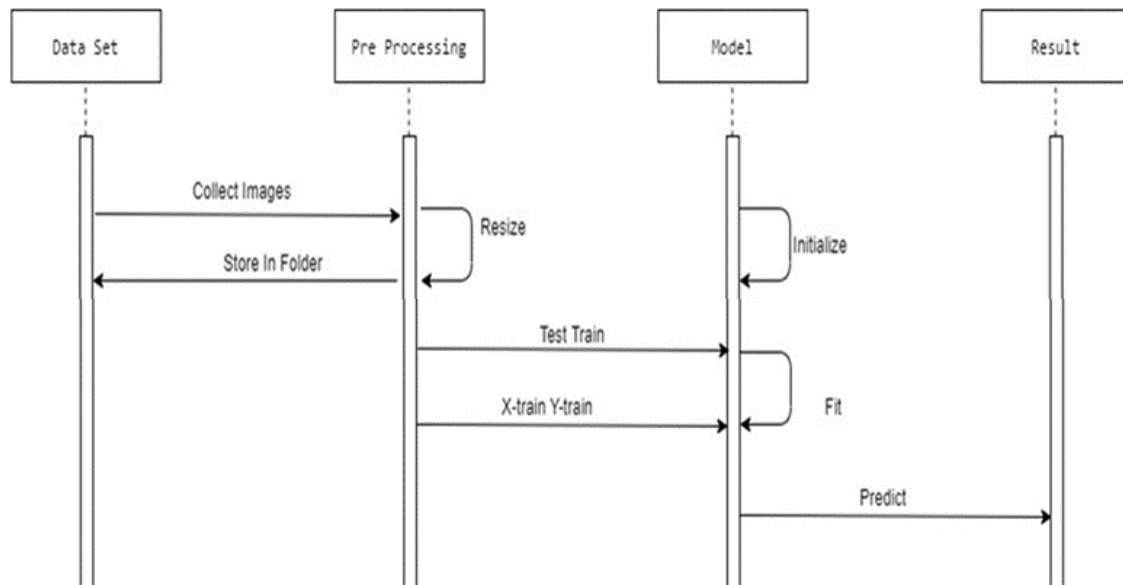 Data Set
Pre Processing
Model
Result
Collect Images
Resize
Initialize
Store In Folder
Test Train
X-train Y-train
Fit
Predict